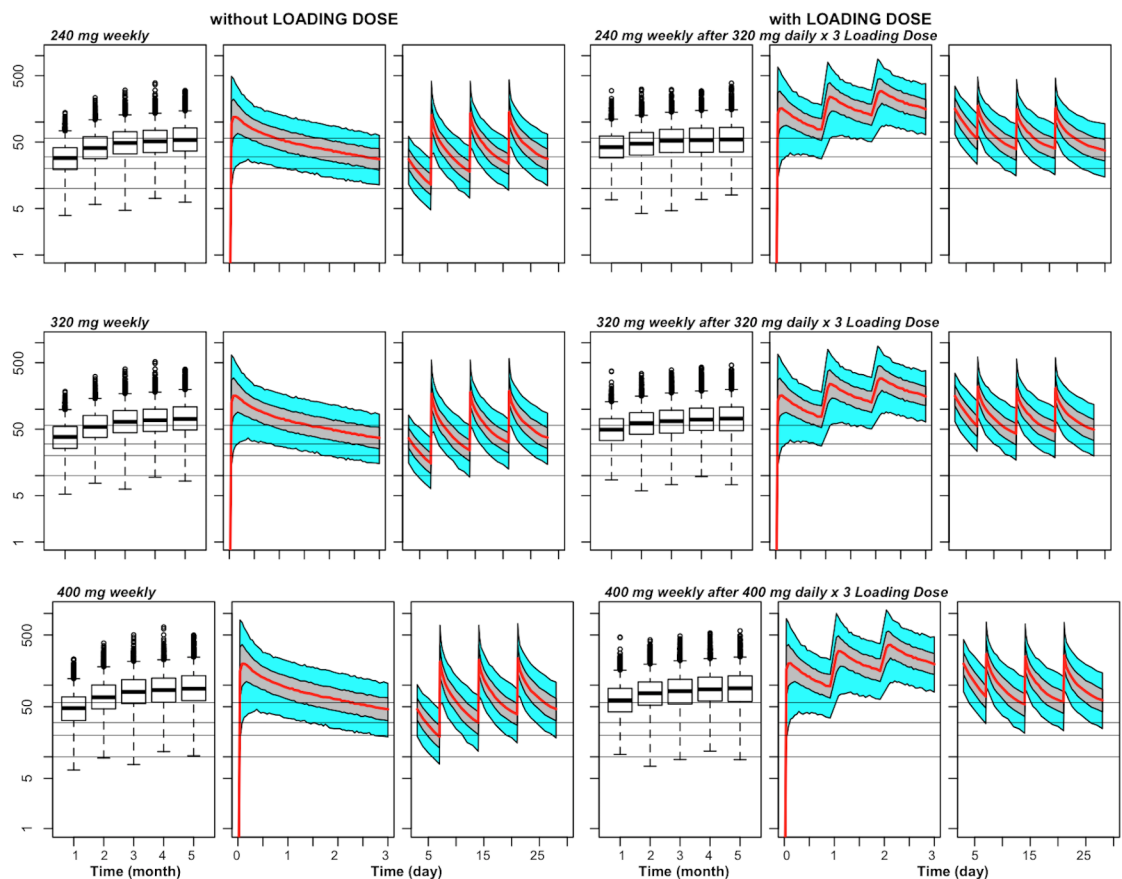 without LOADING DOSE
with LOADING DOSE
240 mg weekly
240 mg weekly after 320 mg daily x 3 Loading Dose
500
50
5
1
320 mg weekly
320 mg weekly after 320 mg daily x 3 Loading Dose
500
50
5
1
400 mg weekly
400 mg weekly after 400 mg daily x 3 Loading Dose
500
50
5
1
1 2 3 4 5 0 1 2 3 5 15 25 1 2 3 4 5 0 1 2 3 5 15 25
Time (month) Time (day) Time (month) Time (day)